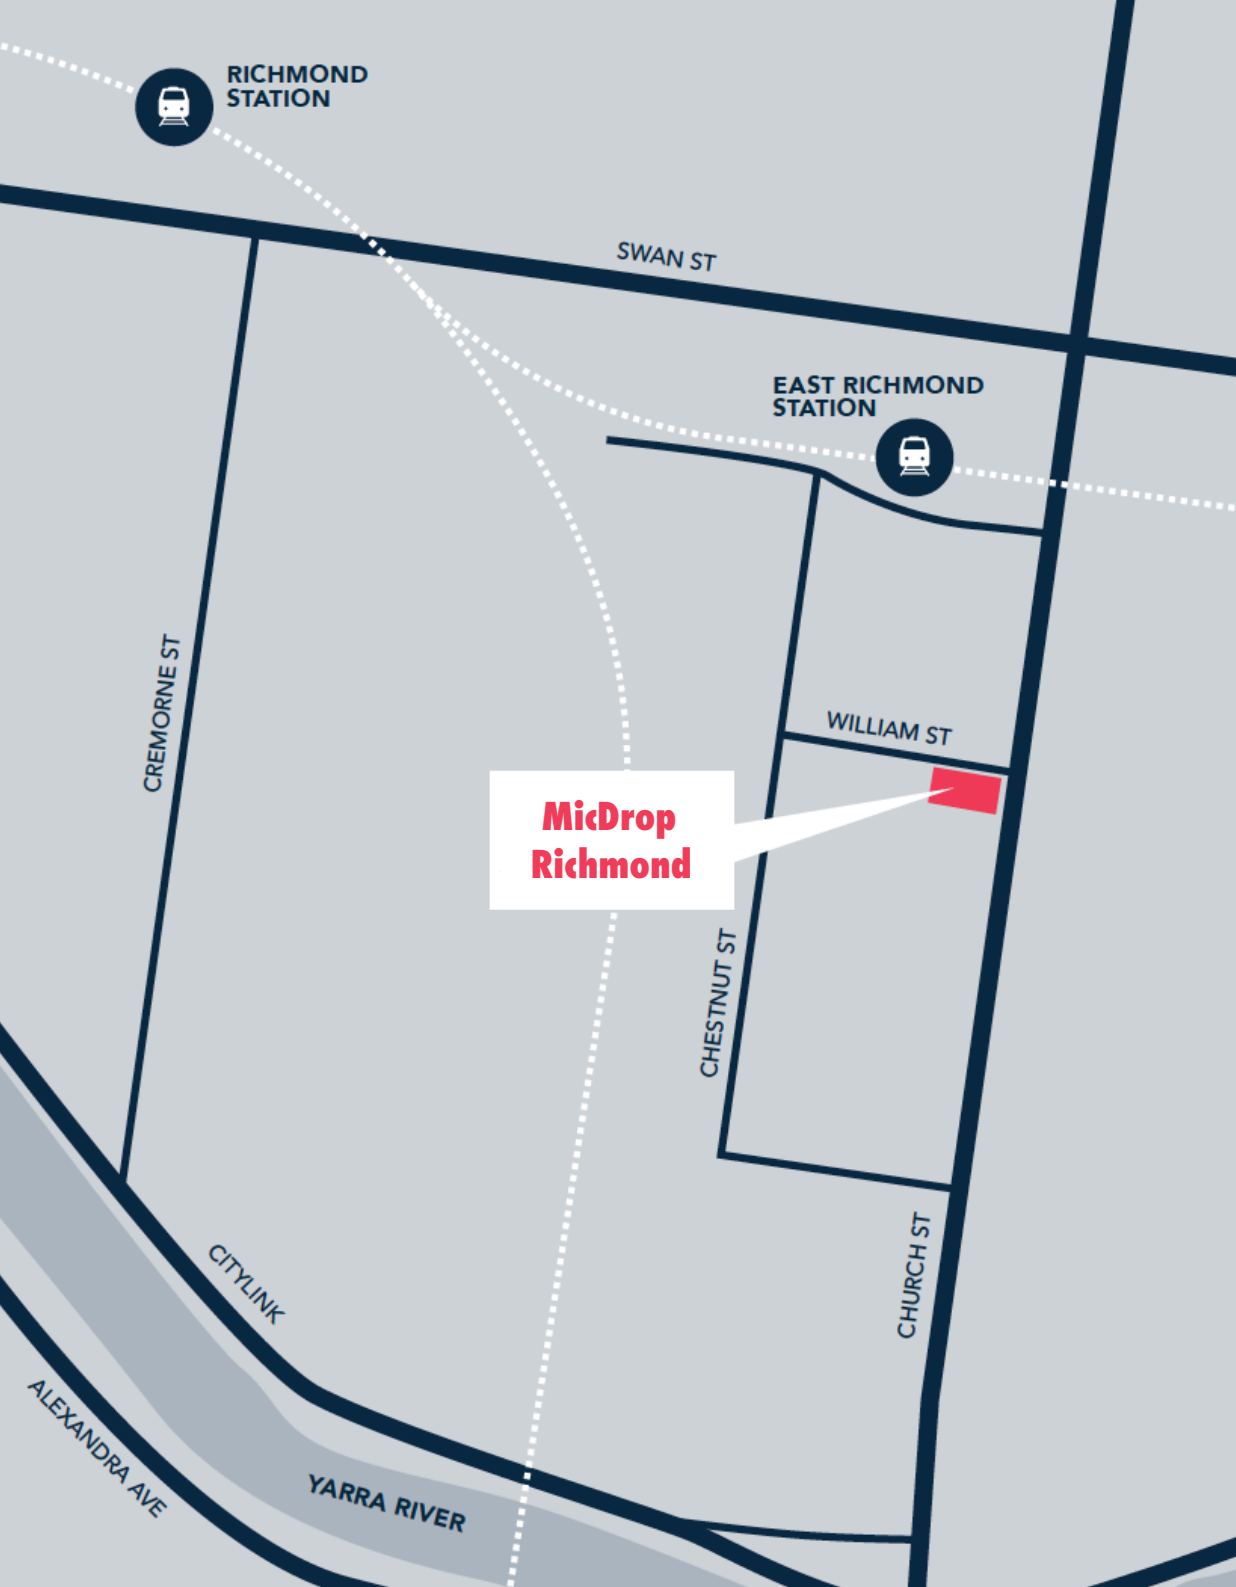 RICHMOND
STATION
SWAN ST
EAST RICHMOND
STATION
CREMORNE ST
WILLIAM ST
MicDrop
Richmond
CHESTNUT ST
CHURCH ST
CITYLINK
ALEXANDRA AVE
YARRA RIVER